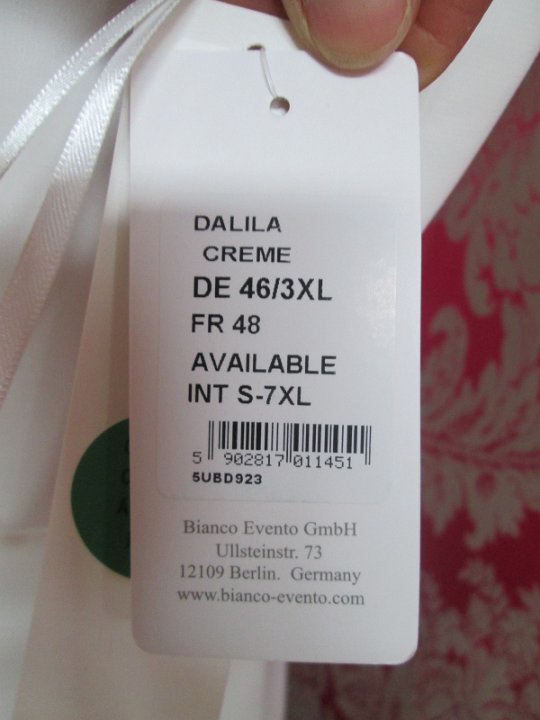 DALILA
CREME
DE 46/3XL
FR 48
AVAILABLE
INT S-7XL
5 902817 011451
5UBD923
Bianco Evento GmbH
Ullsteinstr. 73
12109 Berlin. Germany
www.bianco-evento.com